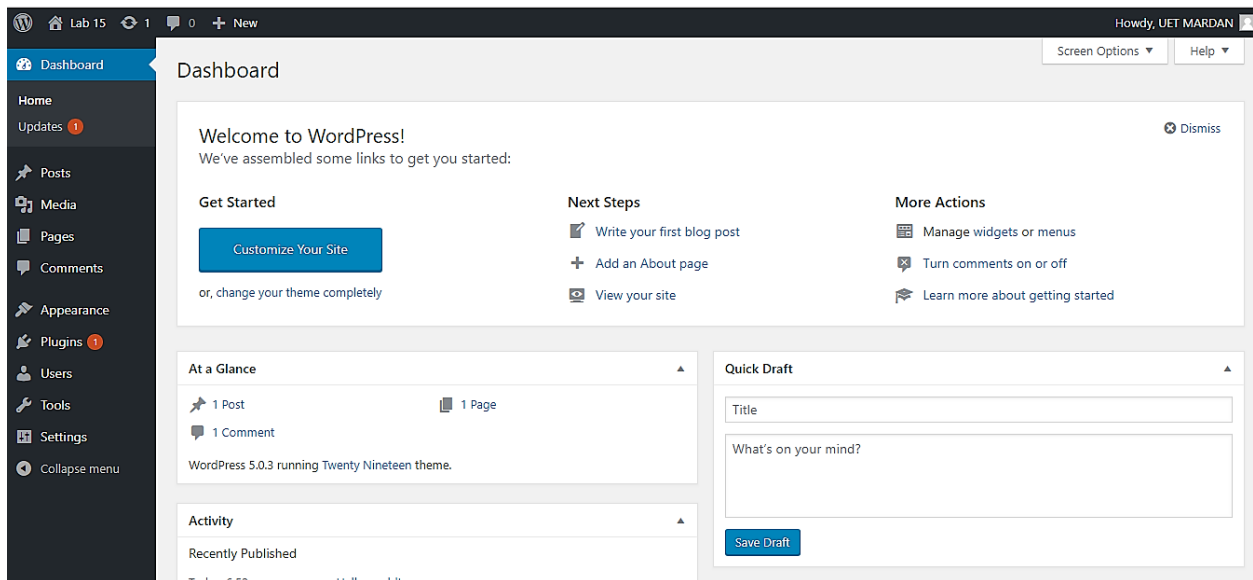 Lab 15 1 0 New Howdy, UET MARDAN
Screen Options Help
Dashboard
Home
Updates 1
Posts
Media
Pages
Comments
Appearance
Plugins 1
Users
Tools
Settings
Collapse menu
Dashboard
Welcome to WordPress!
Dismiss
We've assembled some links to get you started:
Get Started
Customize Your Site
or, change your theme completely
Next Steps
Write your first blog post
Add an About page
View your site
More Actions
Manage widgets or menus
Turn comments on or off
Learn more about getting started
At a Glance
1 Post
1 Page
1 Comment
WordPress 5.0.3 running Twenty Nineteen theme.
Activity
Recently Published
Quick Draft
Title
What's on your mind?
Save Draft